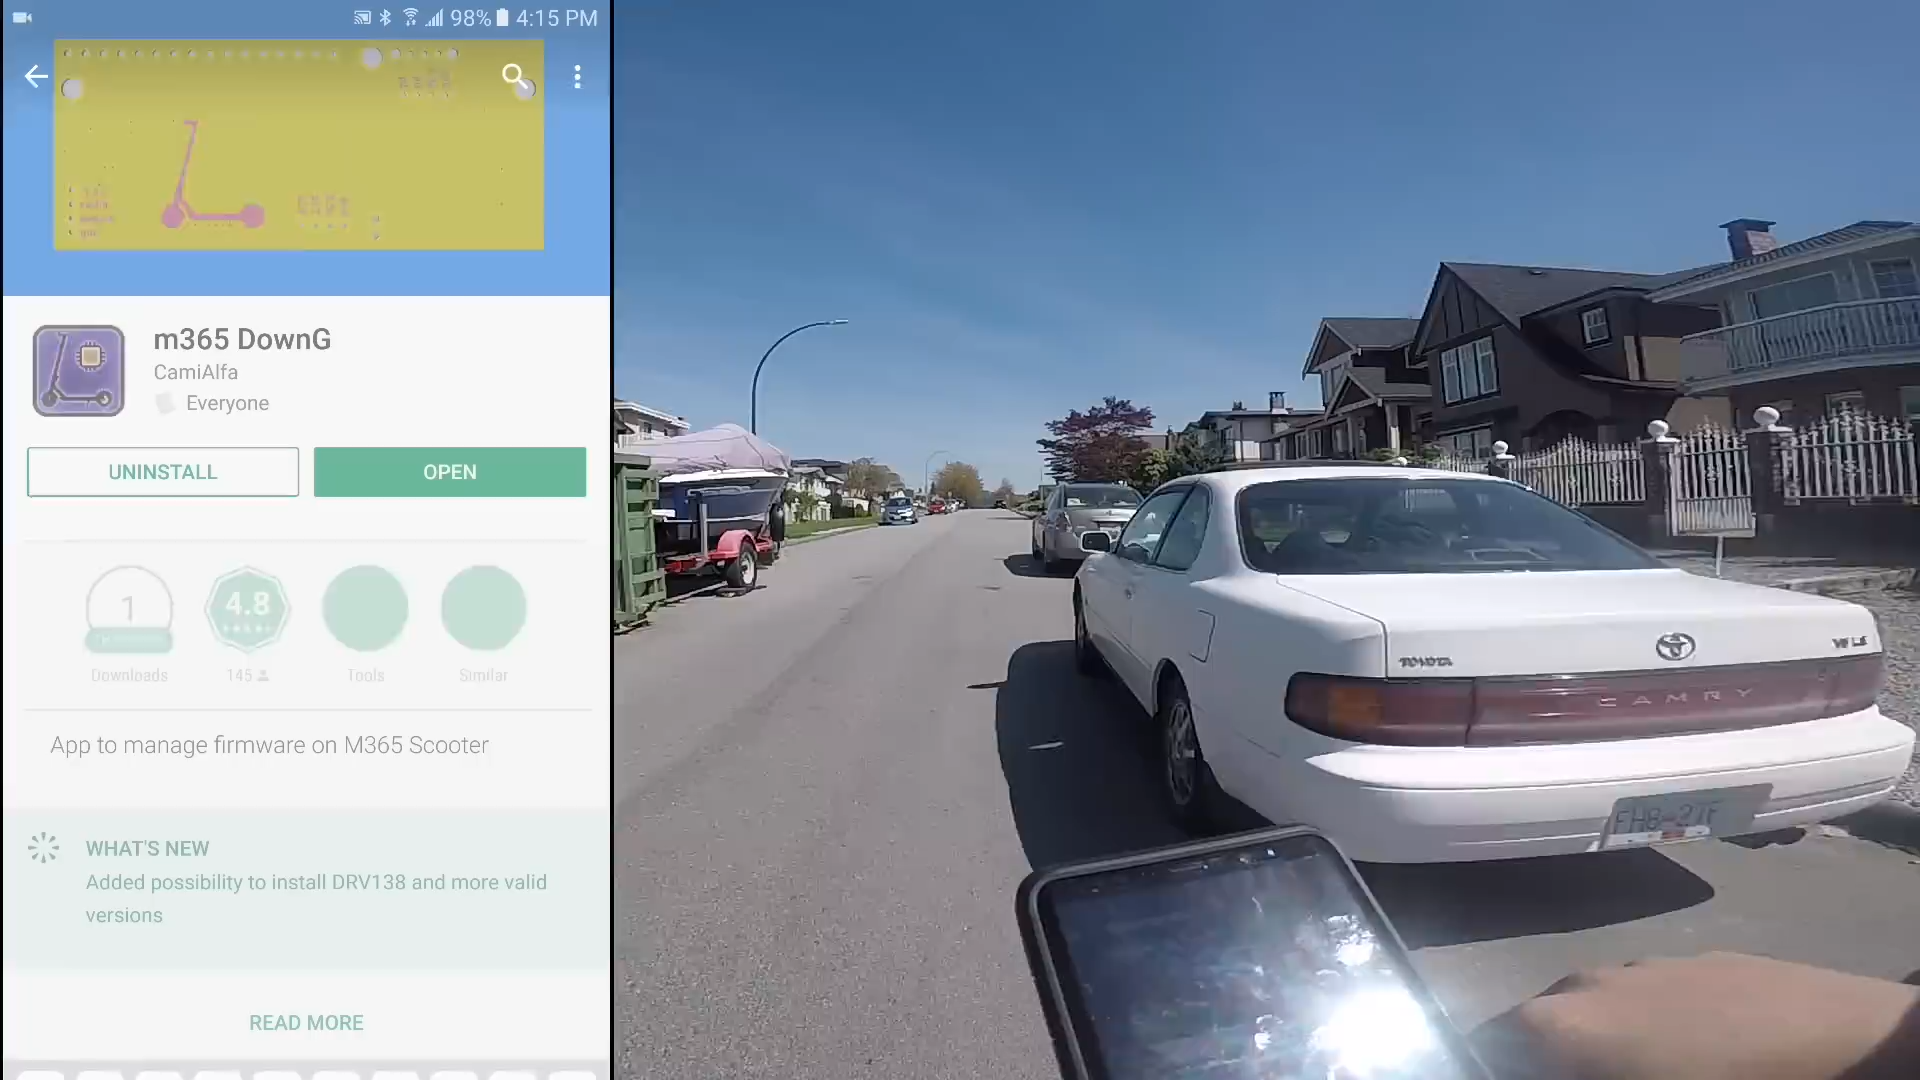 98% 4:15 PM
m365 DownG
CamiAlfa
Everyone
UNINSTALL
OPEN
1
4.8
Downloads
145
Tools
Similar
App to manage firmware on M365 Scooter
WHAT'S NEW
Added possibility to install DRV138 and more valid
versions
READ MORE
TOYOTA
V6 LE
CAMRY